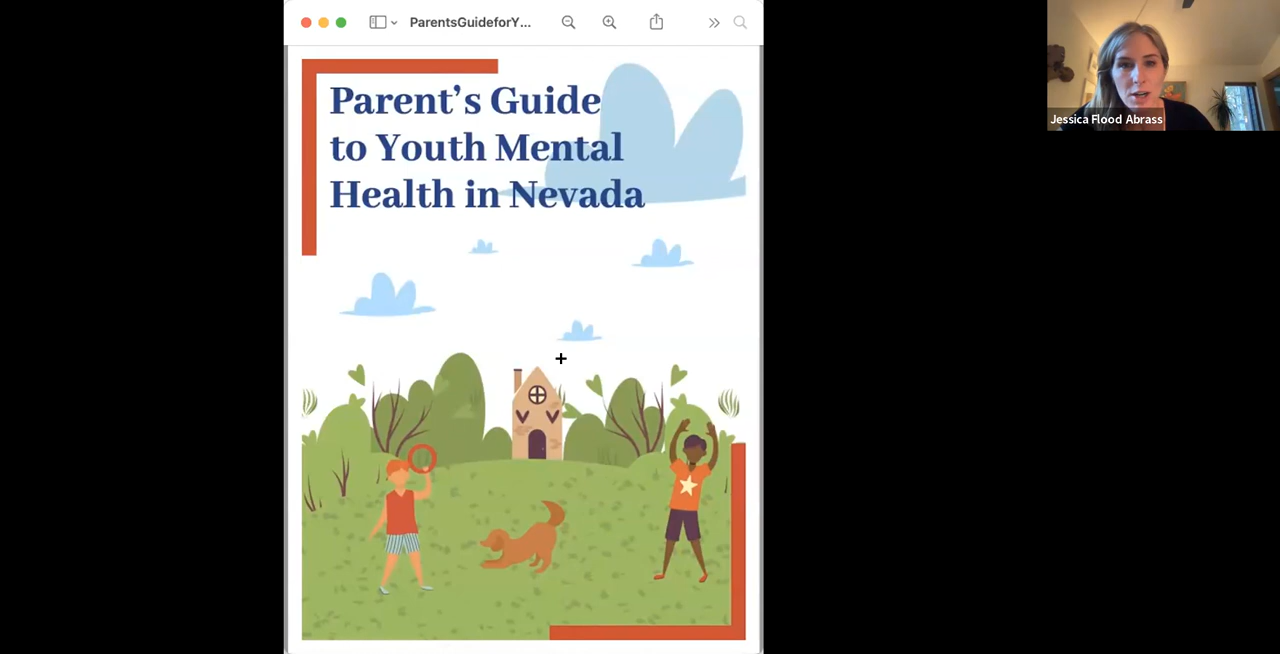 ParentsGuideforY...
Parent's Guide
to Youth Mental
Health in Nevada
Jessica Flood Abrass